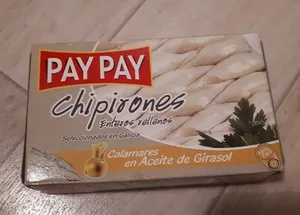 PAY PAY
Chipirones
Enteros rellenos
Seleccionados en Galicia
Calamares
en Aceite de Girasol